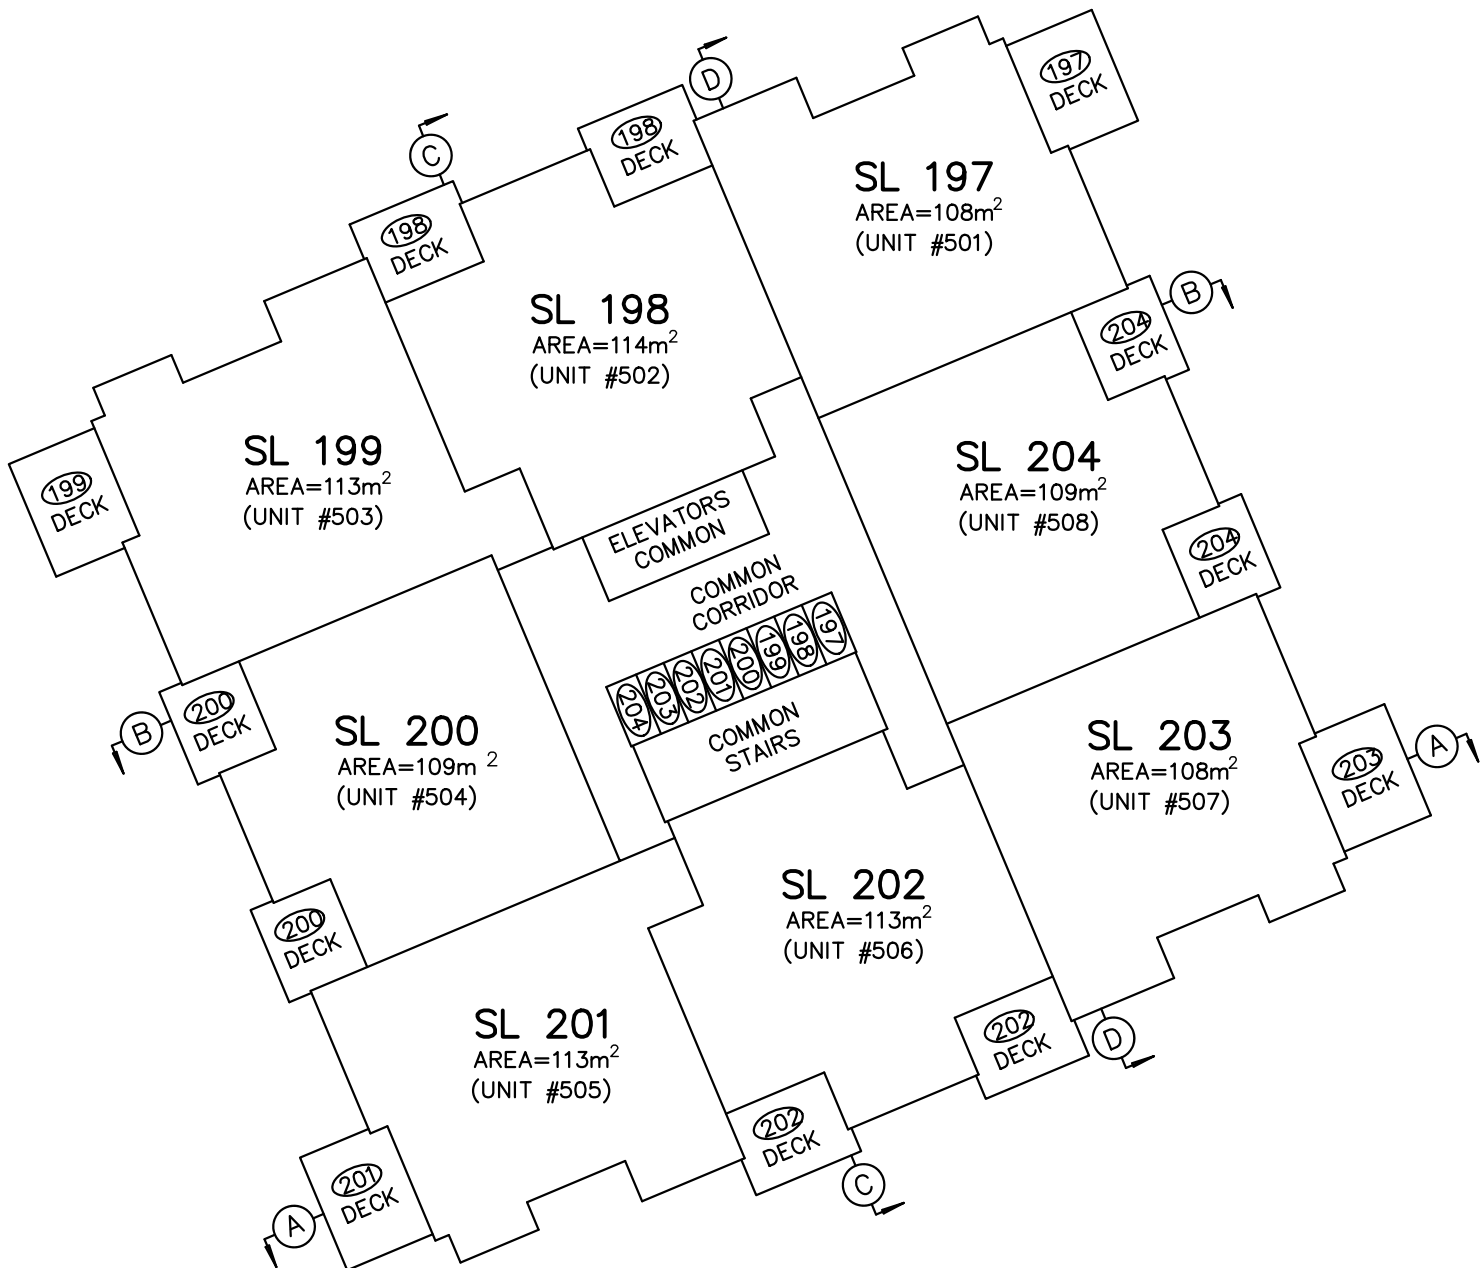 197
DECK
D
198
DECK
C
198
DECK
SL 197
AREA=108m²
(UNIT #501)
B
204
DECK
SL 198
AREA=114m²
(UNIT #502)
SL 199
AREA=113m²
(UNIT #503)
199
DECK
SL 204
AREA=109m²
(UNIT #508)
ELEVATORS
COMMON
204
DECK
COMMON
CORRIDOR
204 203 202 201 200 199 198 197
COMMON
STAIRS
200
DECK
B
SL 200
AREA=109m ²
(UNIT #504)
SL 203
AREA=108m²
(UNIT #507)
203
DECK
A
200
DECK
SL 202
AREA=113m²
(UNIT #506)
SL 201
AREA=113m²
(UNIT #505)
202
DECK
D
202
DECK
C
201
DECK
A